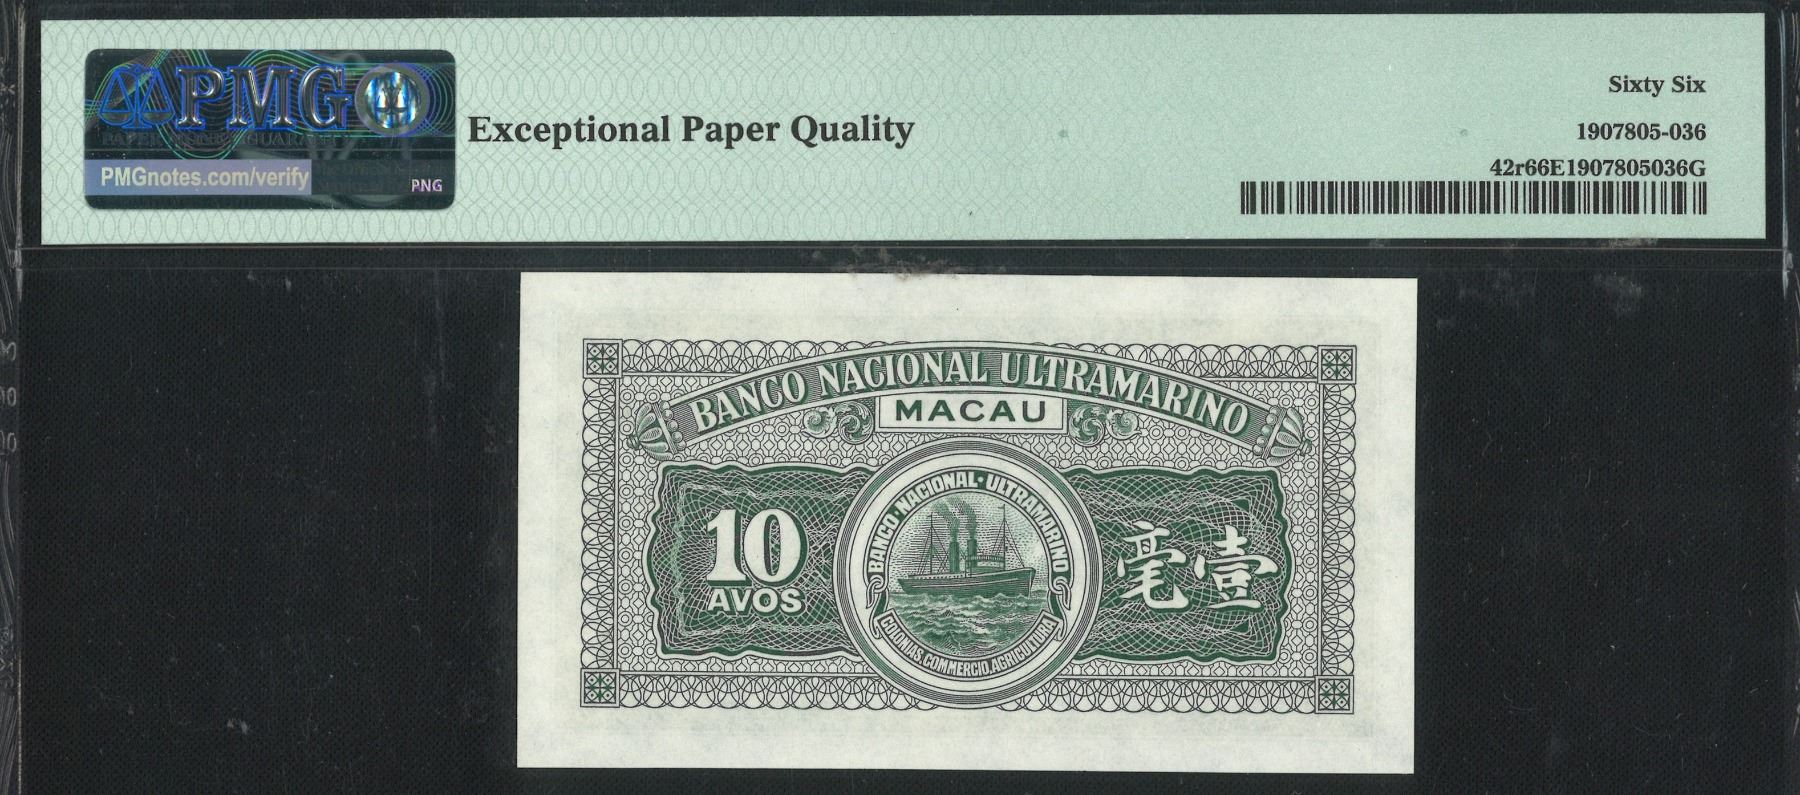 PMG
PMGnotes.com/verify
PNG
Exceptional Paper Quality
Sixty Six
1907805-036
42r66E1907805036G
BANCO NACIONAL ULTRAMARINO
MACAU
10
AVOS
BANCO·NACIONAL·ULTRAMARINO
COLONIAS, COMMERCIO, AGRICULTURA
毫壹